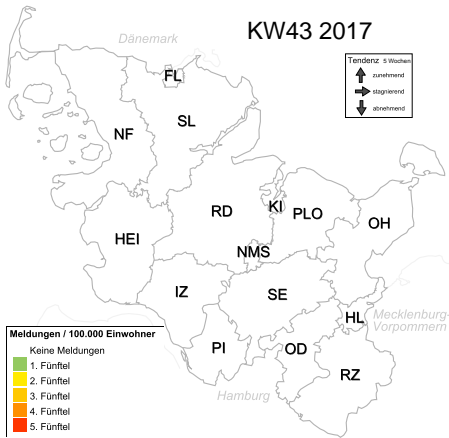 KW43 2017
Dänemark
Tendenz 5 Wochen
zunehmend
stagnierend
abnehmend
FL
SL
NF
KI
RD
PLO
OH
HEI
NMS
IZ
SE
HL
Mecklenburg-
Vorpommern
PI
OD
RZ
Hamburg
Meldungen / 100.000 Einwohner
Keine Meldungen
1. Fünftel
2. Fünftel
3. Fünftel
4. Fünftel
5. Fünftel